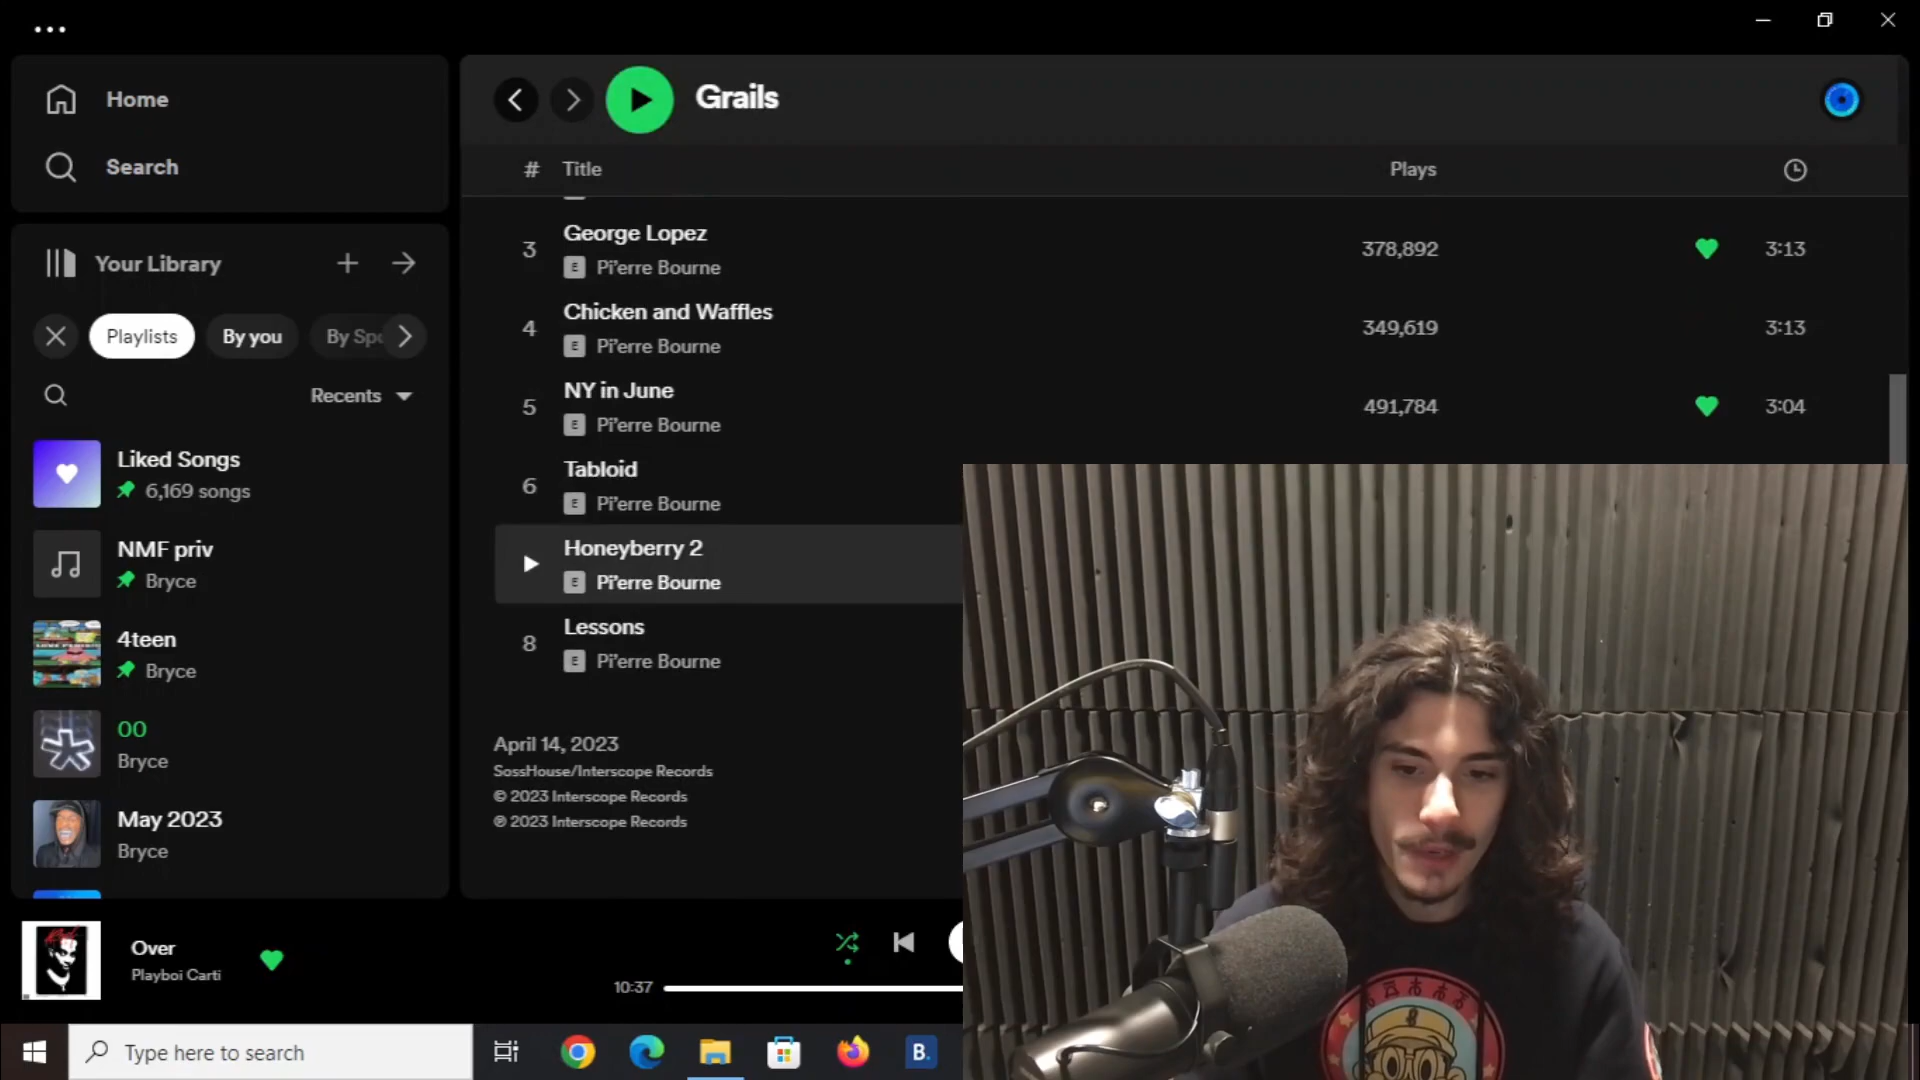 Home
Search
Your Library
Playlists
By you
By Sp
Recents
Liked Songs
6,169 songs
NMF priv
Bryce
4teen
Bryce
00
Bryce
May 2023
Bryce
Grails
# Title Plays
3 George Lopez 378,892 3:13
E Pi'erre Bourne
4 Chicken and Waffles 349,619 3:13
E Pi'erre Bourne
5 NY in June 491,784 3:04
E Pi'erre Bourne
6 Tabloid
E Pi'erre Bourne
Honeyberry 2
E Pi'erre Bourne
8 Lessons
E Pi'erre Bourne
April 14, 2023
SossHouse/Interscope Records
© 2023 Interscope Records
℗ 2023 Interscope Records
Over
Playboi Carti
10:37
Type here to search
B.